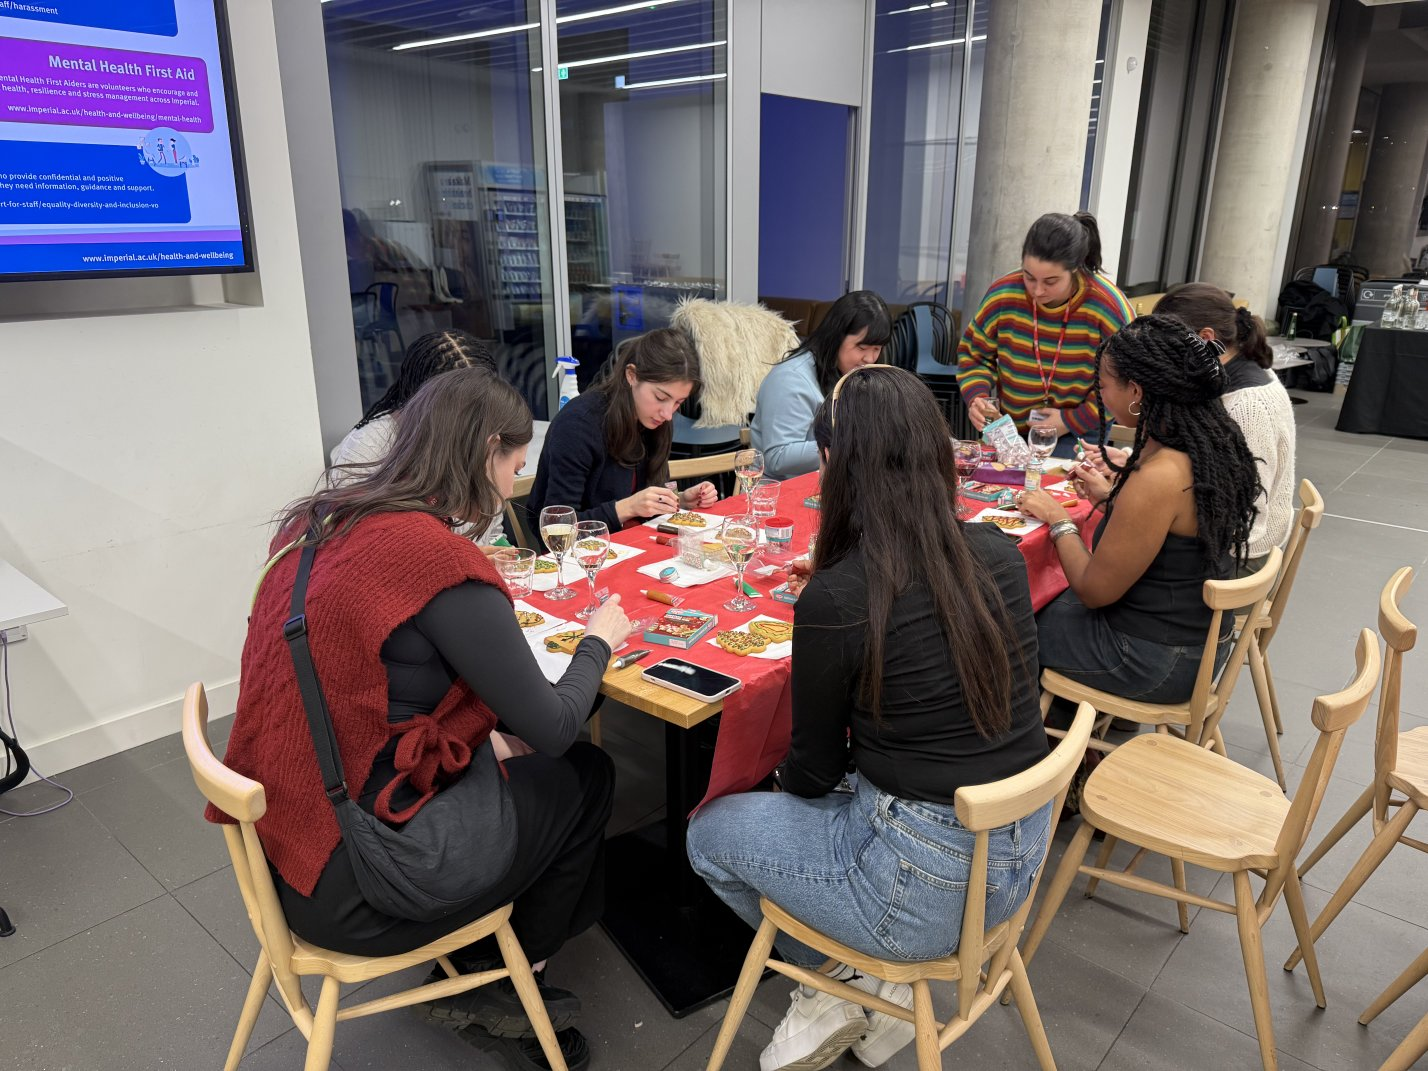 aff/harassment
Mental Health First Aid
ental Health First Aiders are volunteers who encourage and
health, resilience and stress management across Imperial.
www.imperial.ac.uk/health-and-wellbeing/mental-health
ho provide confidential and positive
they need information, guidance and support.
rt-for-staff/equality-diversity-and-inclusion-vo
www.imperial.ac.uk/health-and-wellbeing